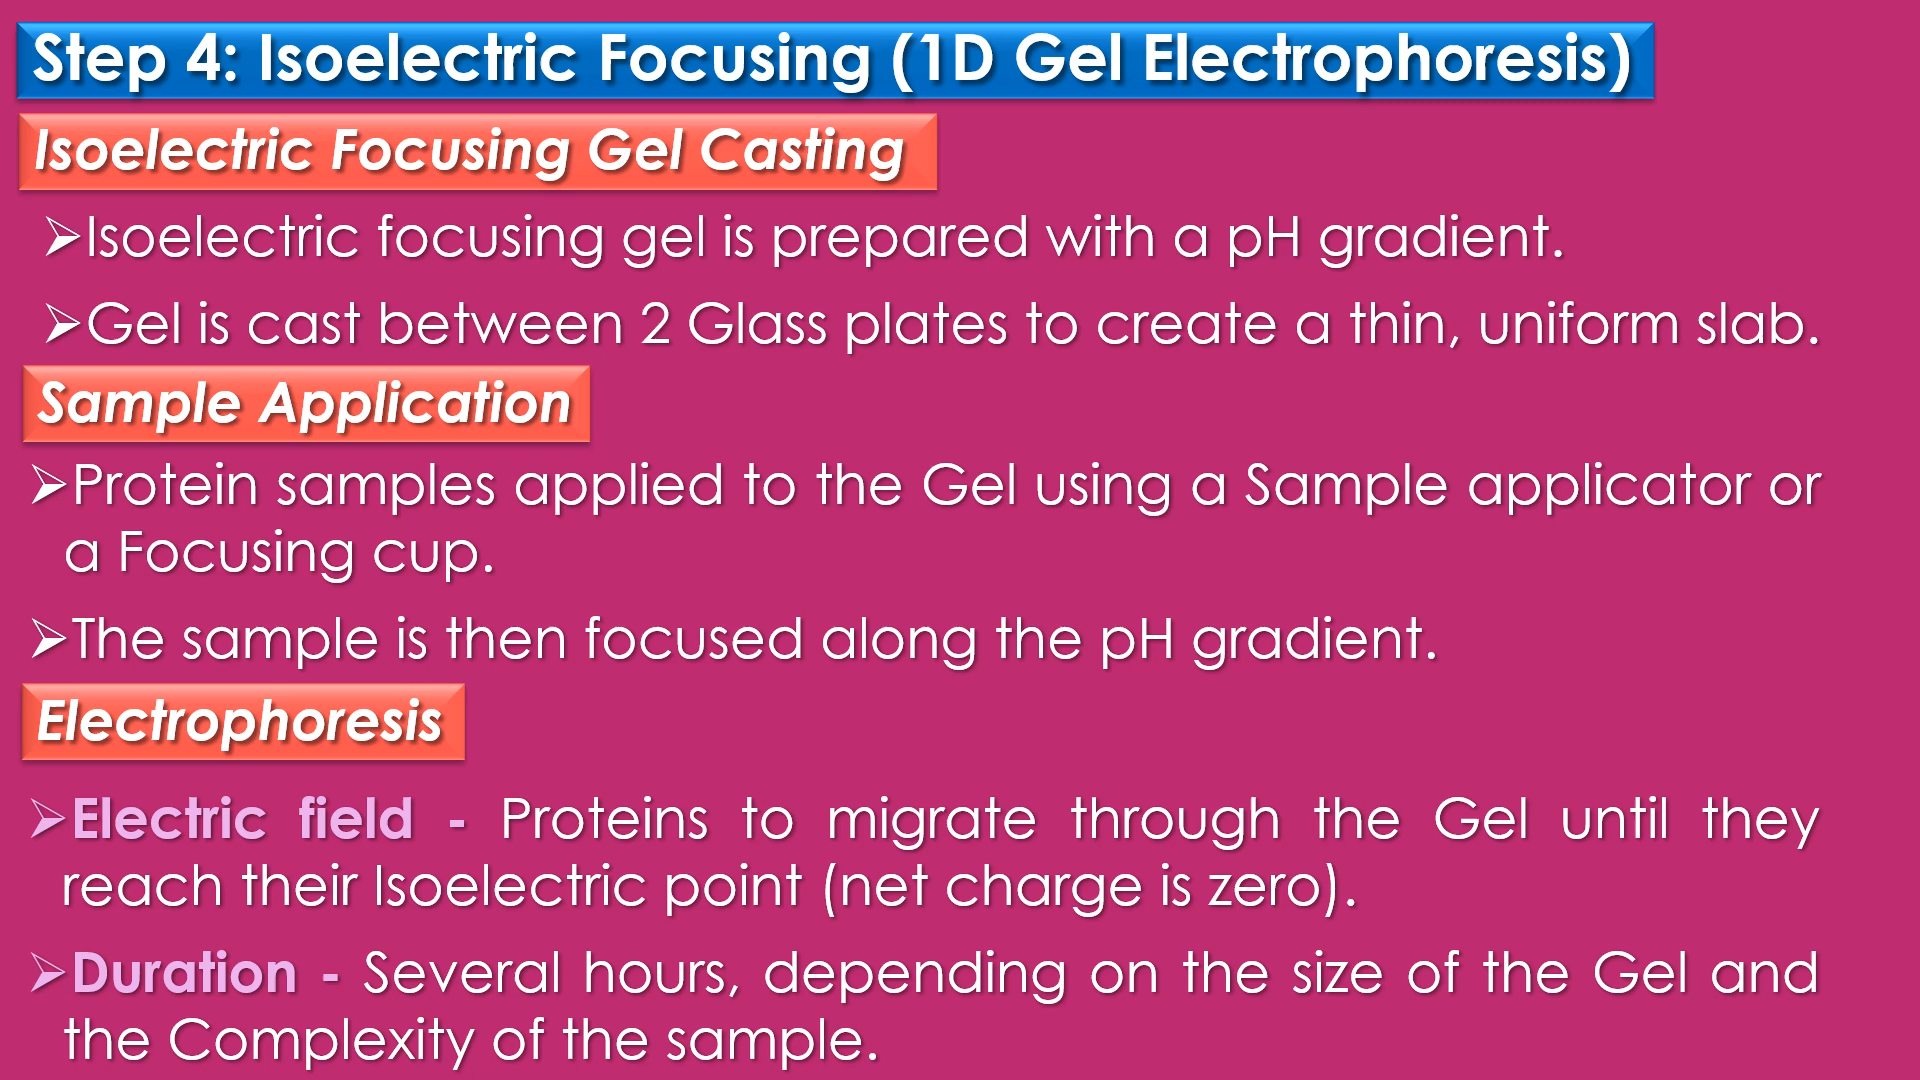 Step 4: Isoelectric Focusing (1D Gel Electrophoresis)
Isoelectric Focusing Gel Casting
➢Isoelectric focusing gel is prepared with a pH gradient.
➢Gel is cast between 2 Glass plates to create a thin, uniform slab.
Sample Application
➢Protein samples applied to the Gel using a Sample applicator or
a Focusing cup.
➢The sample is then focused along the pH gradient.
Electrophoresis
➢Electric field - Proteins to migrate through the Gel until they
reach their Isoelectric point (net charge is zero).
➢Duration - Several hours, depending on the size of the Gel and
the Complexity of the sample.